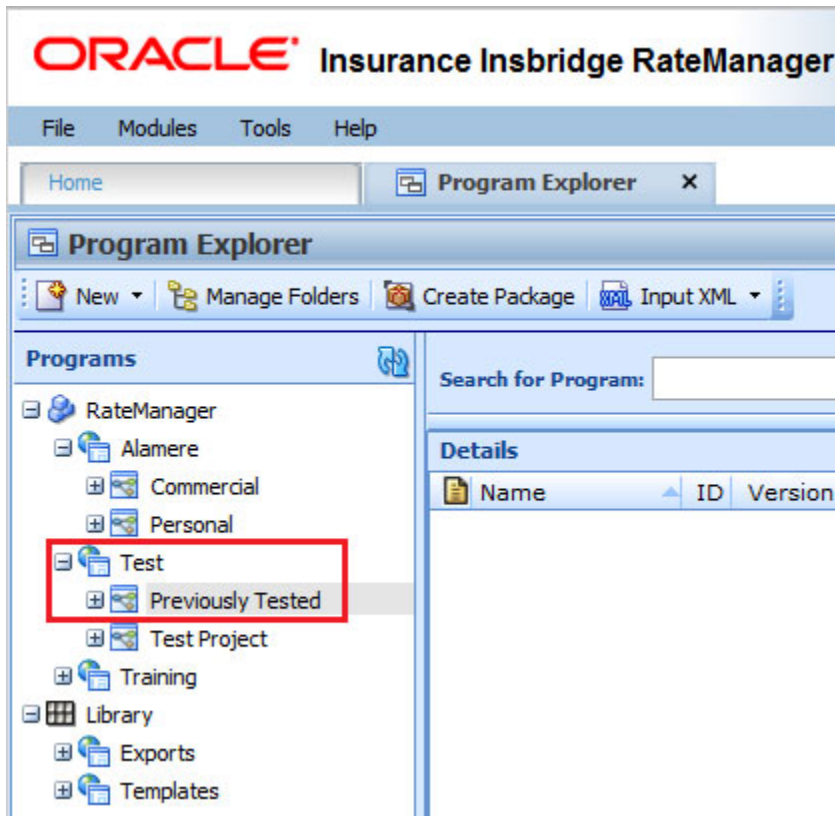 ORACLE Insurance Insbridge RateManager
File Modules Tools Help
Home Program Explorer x
Program Explorer
New Manage Folders Create Package XML Input XML
Programs
Search for Program:
RateManager
Alamere
Details
Commercial
Name ID Version
Personal
Test
Previously Tested
Test Project
Training
Library
Exports
Templates